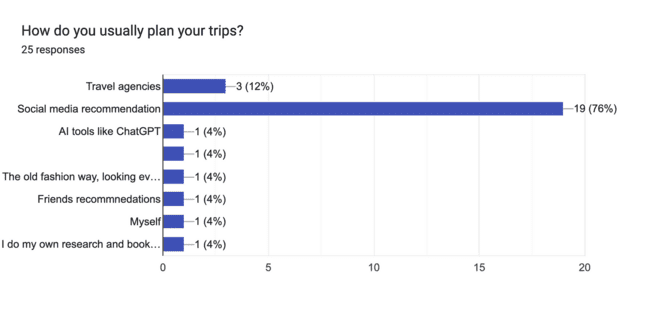 How do you usually plan your trips?
25 responses
Travel agencies 3 (12%)
Social media recommendation 19 (76%)
AI tools like ChatGPT 1 (4%)
1 (4%)
The old fashion way, looking ev... 1 (4%)
Friends recommnedations 1 (4%)
Myself 1 (4%)
I do my own research and book... 1 (4%)
0 5 10 15 20